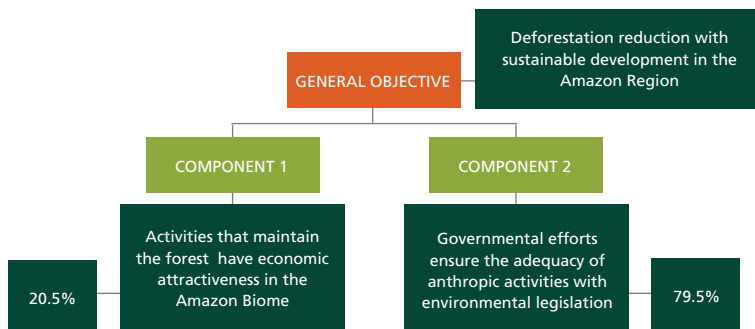 Deforestation reduction with
sustainable development in the
Amazon Region
GENERAL OBJECTIVE
COMPONENT 1
COMPONENT 2
Activities that maintain
the forest have economic
attractiveness in the
Amazon Biome
20.5%
Governmental efforts
ensure the adequacy of
anthropic activities with
environmental legislation
79.5%